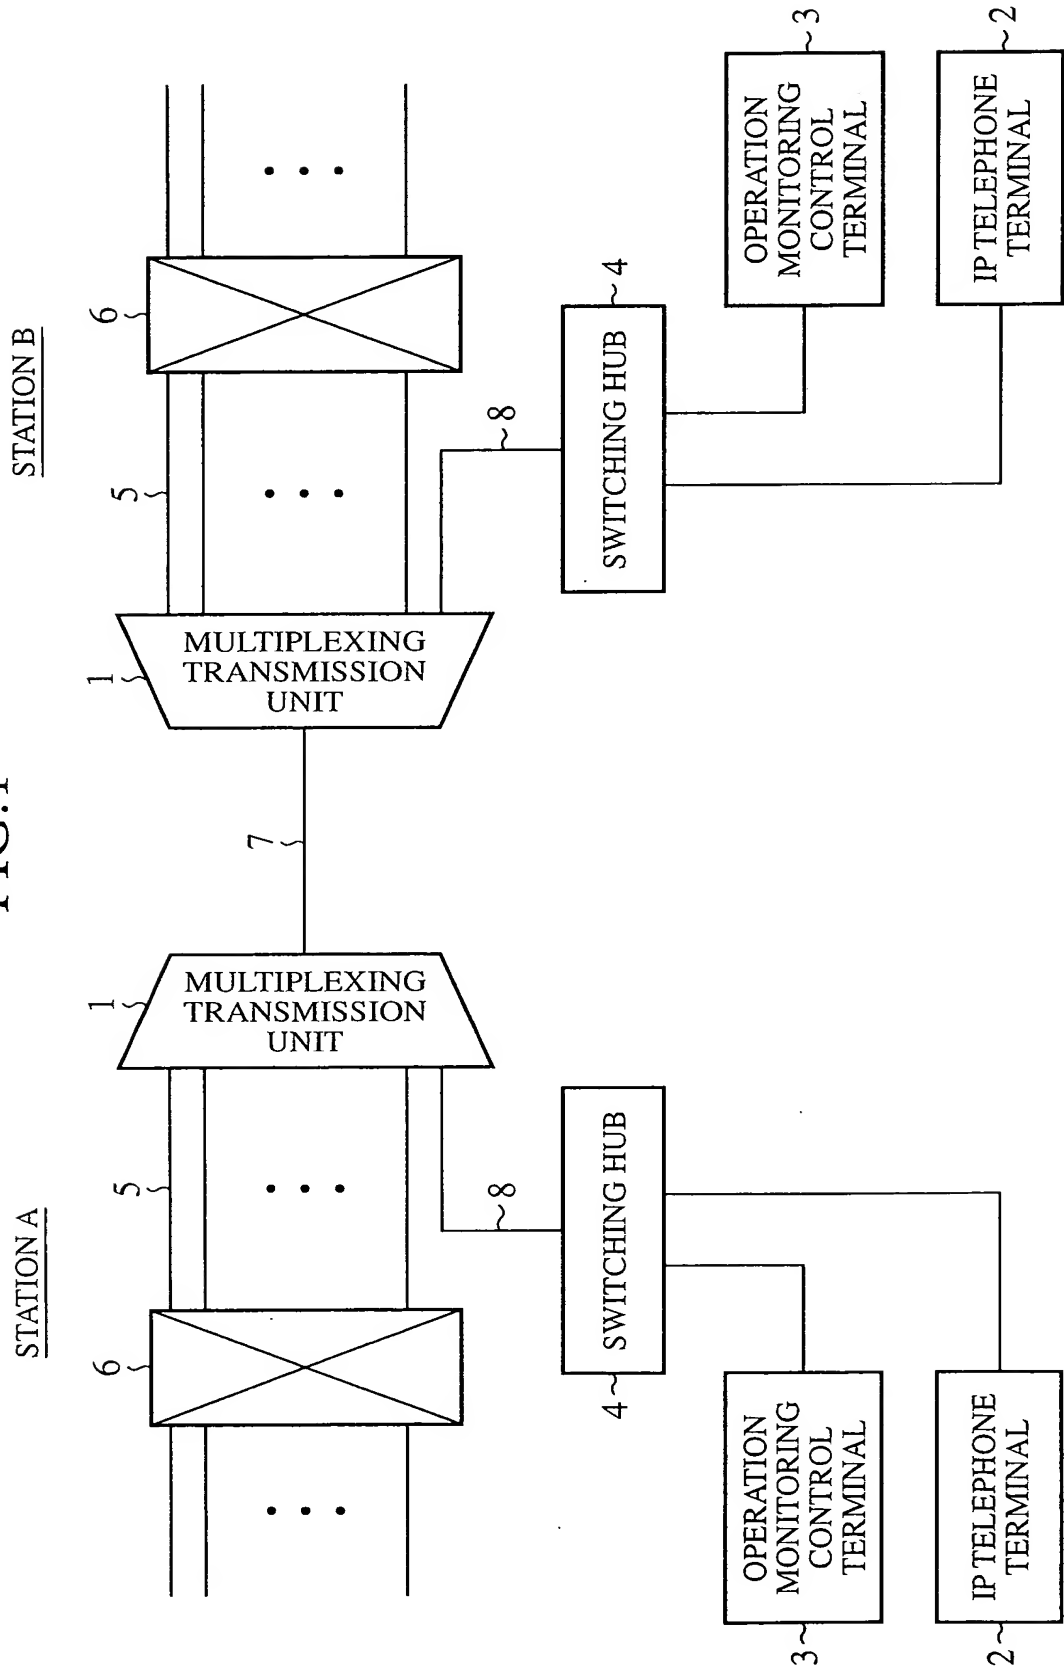 FIG.1
STATION A
STATION B
6
5
1
MULTIPLEXING
TRANSMISSION
UNIT
7
1
MULTIPLEXING
TRANSMISSION
UNIT
5
6
8
8
4
SWITCHING HUB
SWITCHING HUB
4
3
OPERATION
MONITORING
CONTROL
TERMINAL
OPERATION
MONITORING
CONTROL
TERMINAL
3
2
IP TELEPHONE
TERMINAL
IP TELEPHONE
TERMINAL
2